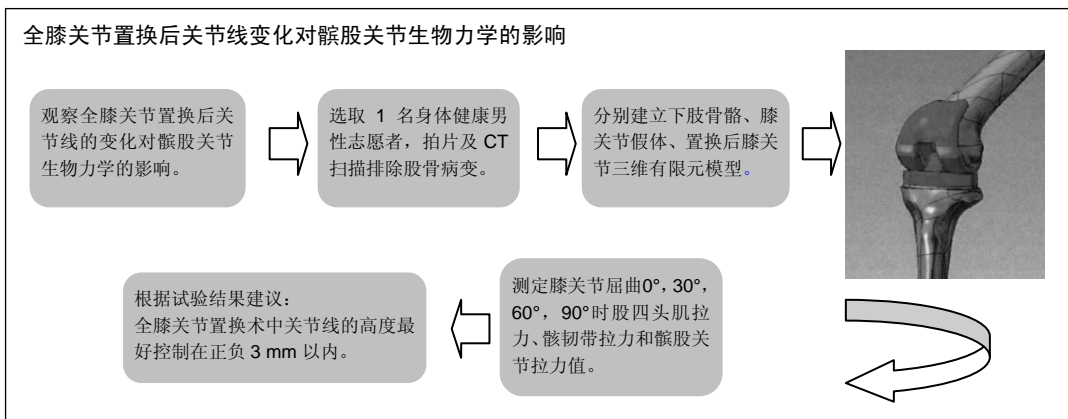 全膝关节置换后关节线变化对髌股关节生物力学的影响
观察全膝关节置换后关
节线的变化对髌股关节
生物力学的影响。
选取 1 名身体健康男
性志愿者，拍片及 CT
扫描排除股骨病变。
分别建立下肢骨骼、膝
关节假体、置换后膝关
节三维有限元模型。
测定膝关节屈曲0°，30°，
60°，90°时股四头肌拉
力、骸韧带拉力和髌股关
节拉力值。
根据试验结果建议：
全膝关节置换术中关节线的高度最
好控制在正负 3 mm 以内。